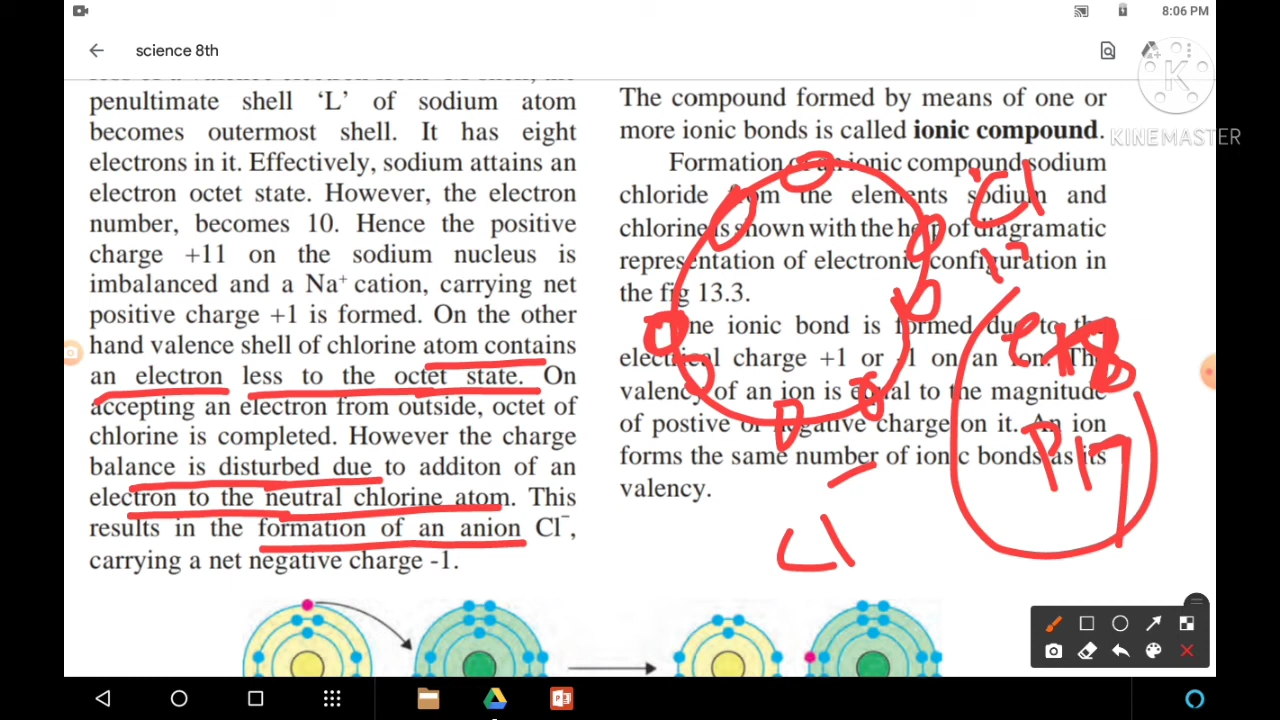 8:06 PM
science 8th
KINEMASTER
penultimate shell ‘L’ of sodium atom
becomes outermost shell. It has eight
electrons in it. Effectively, sodium attains an
electron octet state. However, the electron
number, becomes 10. Hence the positive
charge +11 on the sodium nucleus is
imbalanced and a Na⁺ cation, carrying net
positive charge +1 is formed. On the other
hand valence shell of chlorine atom contains
an electron less to the octet state. On
accepting an electron from outside, octet of
chlorine is completed. However the charge
balance is disturbed due to additon of an
electron to the neutral chlorine atom. This
results in the formation of an anion Cl⁻,
carrying a net negative charge -1.
The compound formed by means of one or
more ionic bonds is called ionic compound.
Formation of an ionic compound sodium
chloride from the elements sodium and
chlorine is shown with the help of diagramatic
representation of electronic configuration in
the fig 13.3.
One ionic bond is formed due to the
electrical charge +1 or -1 on an ion. The
valency of an ion is equal to the magnitude
of postive or negative charge on it. An ion
forms the same number of ionic bonds as its
valency.
Cl
17
P17
Cl⁻